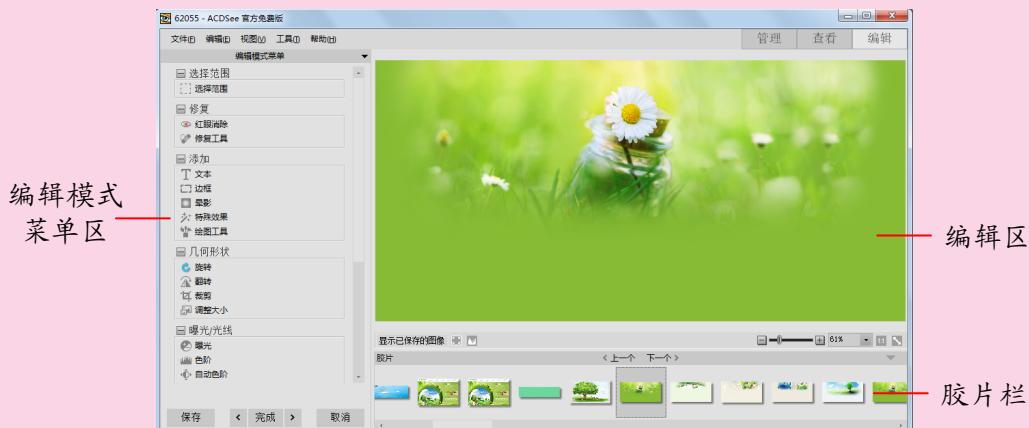 62055 - ACDSee 官方免费版
文件(F) 编辑(E) 视图(V) 工具(T) 帮助(H)
管理 查看 编辑
编辑模式菜单
选择范围
选择范围
修复
红眼消除
修复工具
添加
文本
边框
晕影
特殊效果
绘图工具
几何形状
旋转
翻转
裁剪
调整大小
曝光/光线
曝光
色阶
自动色阶
保存 < 完成 > 取消
显示已保存的图像
61%
胶片
<上一个 下一个>
编辑模式
菜单区
编辑区
胶片栏